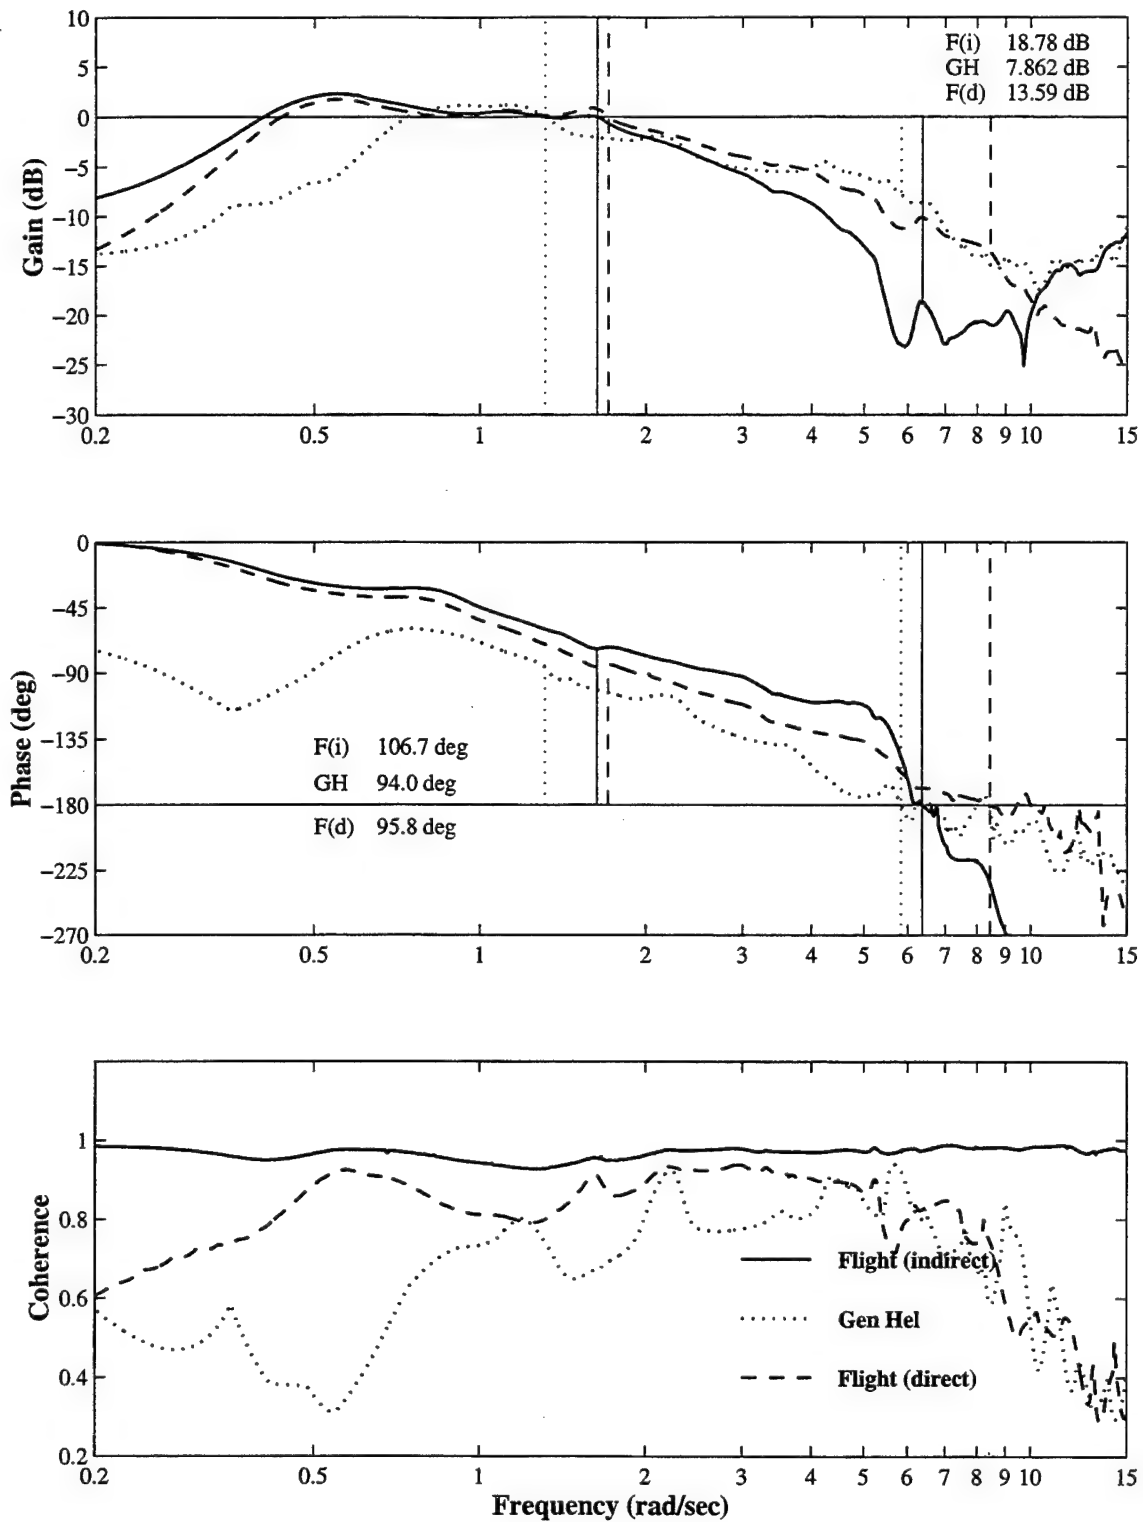 10
5
0
−5
−10
−15
−20
−25
−30
Gain (dB)
F(i) 18.78 dB
GH 7.862 dB
F(d) 13.59 dB
0.2 0.5 1 2 3 4 5 6 7 8 9 10 15
0
−45
−90
−135
−180
−225
−270
Phase (deg)
F(i) 106.7 deg
GH 94.0 deg
F(d) 95.8 deg
0.2 0.5 1 2 3 4 5 6 7 8 9 10 15
1
0.8
0.6
0.4
0.2
Coherence
Flight (indirect)
Gen Hel
Flight (direct)
0.2 0.5 1 2 3 4 5 6 7 8 9 10 15
Frequency (rad/sec)